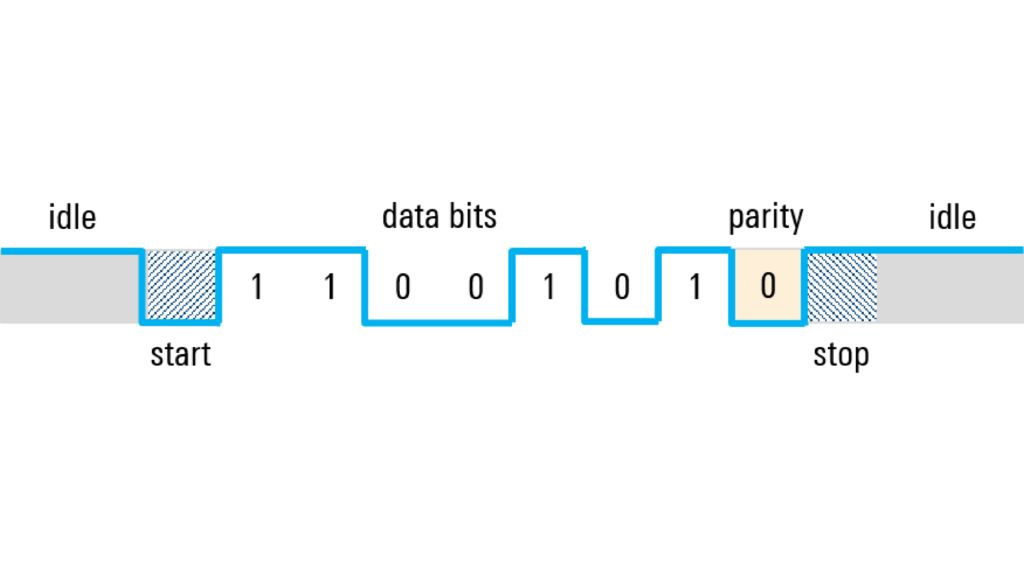 idle data bits parity idle
1 1 0 0 1 0 1 0
start stop